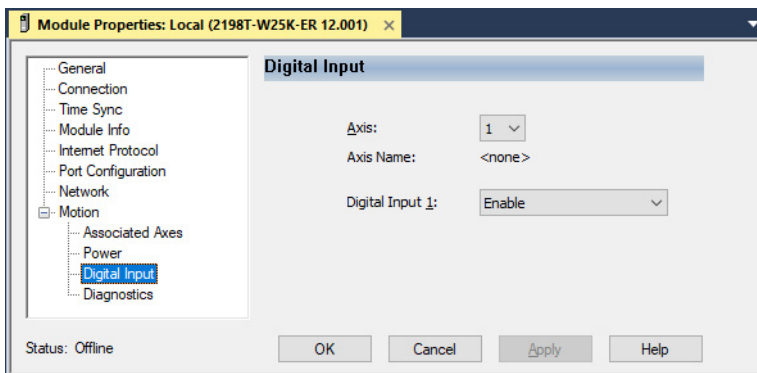 Module Properties: Local (2198T-W25K-ER 12.001)
General
Connection
Time Sync
Module Info
Internet Protocol
Port Configuration
Network
Motion
Associated Axes
Power
Digital Input
Diagnostics
Digital Input
Axis: 1
Axis Name: <none>
Digital Input 1: Enable
Status: Offline
OK Cancel Apply Help